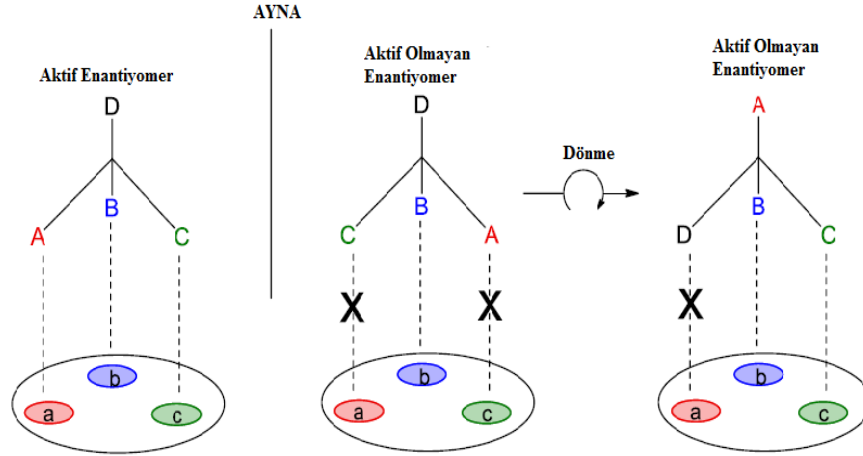 AYNA
Aktif Enantiyomer
Aktif Olmayan
Enantiyomer
Aktif Olmayan
Enantiyomer
D
D
A
Dönme
A
B
C
C
B
A
D
B
C
X
X
X
a
b
c
a
b
c
a
b
c